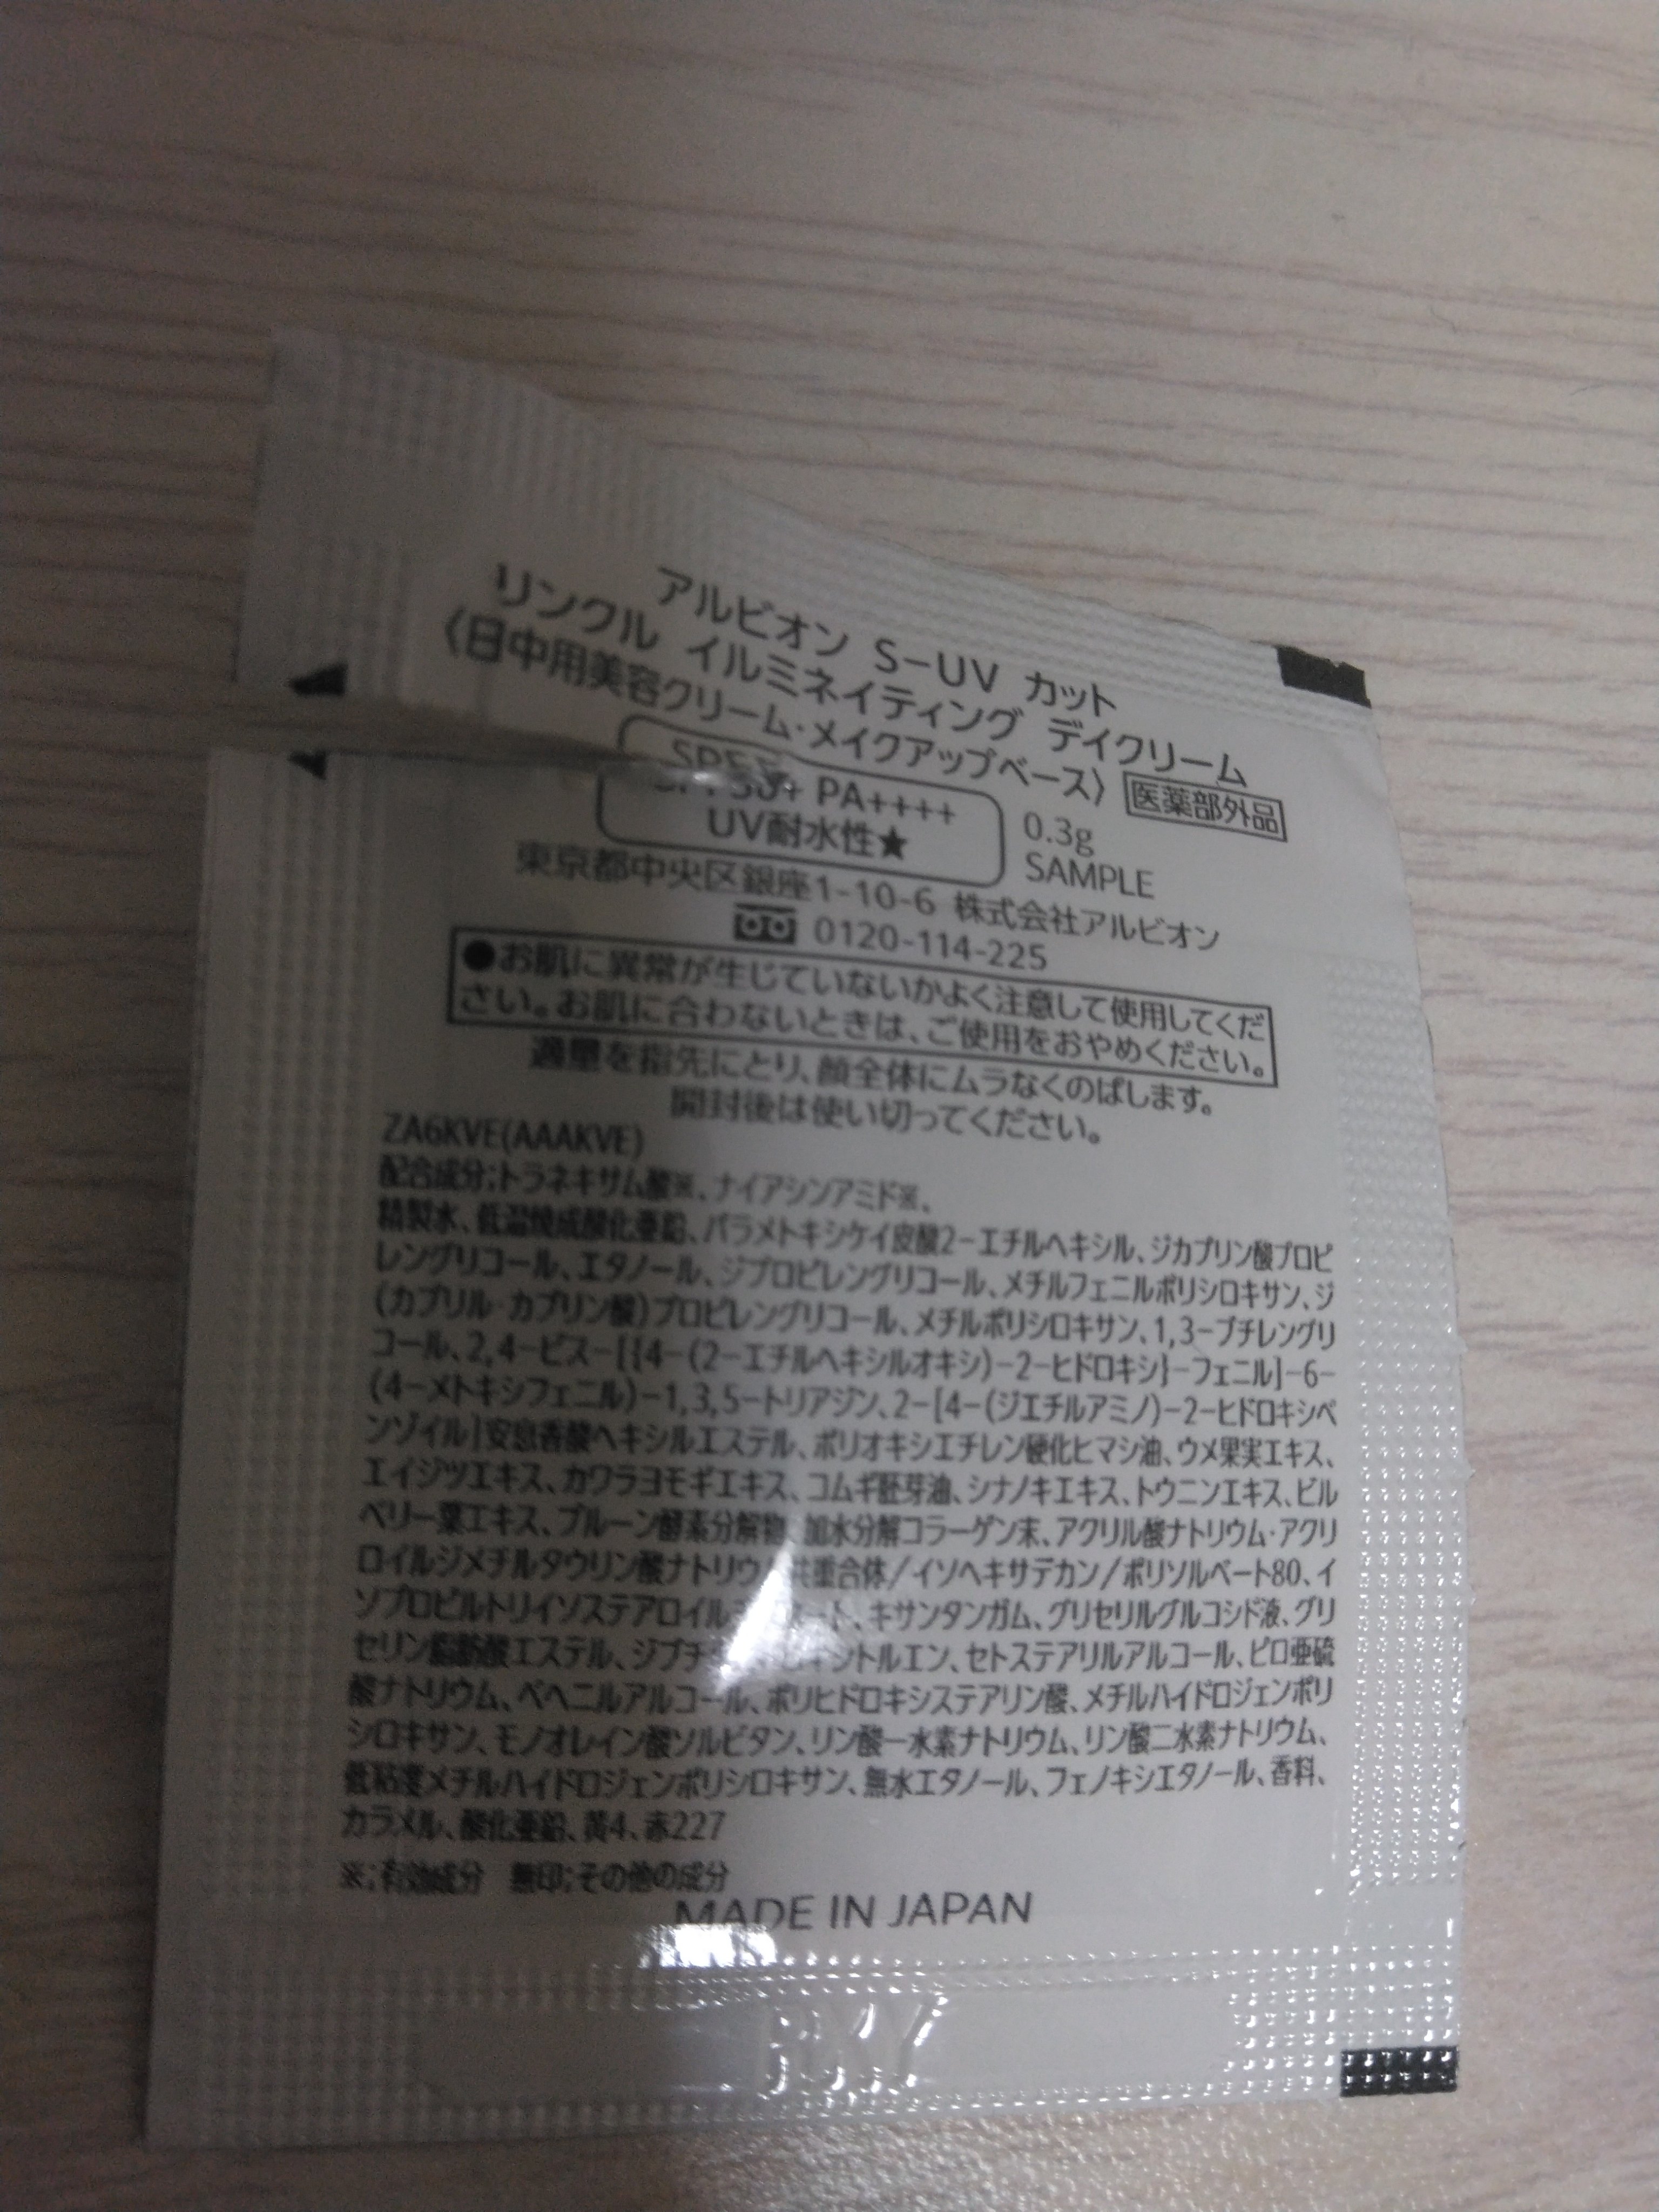 アルビオン S-UV カット
リンクル イルミネイティング デイクリーム
〈日中用美容クリーム・メイクアップベース〉 医薬部外品
SPF50+ PA++++
UV耐水性★
0.3g
SAMPLE
東京都中央区銀座1-10-6 株式会社アルビオン
0120-114-225
●お肌に異常が生じていないかよく注意して使用してくだ
さい。お肌に合わないときは、ご使用をおやめください。
適量を指先にとり、顔全体にムラなくのばします。
開封後は使い切ってください。
ZA6KVE(AAAKVE)
配合成分;トラネキサム酸※、ナイアシンアミド※、
精製水、低温焼成酸化亜鉛、パラメトキシケイ皮酸2-エチルヘキシル、ジカプリン酸プロピ
レングリコール、エタノール、ジプロピレングリコール、メチルフェニルポリシロキサン、ジ
(カプリル・カプリン酸)プロピレングリコール、メチルポリシロキサン、1,3-ブチレングリ
コール、2,4-ビス-[{4-(2-エチルヘキシルオキシ)-2-ヒドロキシ}-フェニル]-6-
(4-メトキシフェニル)-1,3,5-トリアジン、2-[4-(ジエチルアミノ)-2-ヒドロキシベ
ンゾイル]安息香酸ヘキシルエステル、ポリオキシエチレン硬化ヒマシ油、ウメ果実エキス、
エイジツエキス、カワラヨモギエキス、コムギ胚芽油、シナノキエキス、トウニンエキス、ビル
ベリー葉エキス、プルーン酵素分解物、加水分解コラーゲン末、アクリル酸ナトリウム・アクリ
ロイルジメチルタウリン酸ナトリウム共重合体/イソヘキサデカン/ポリソルベート80、イ
ソプロピルトリイソステアロイル ート、キサンタンガム、グリセリルグルコシド液、グリ
セリン脂肪酸エステル、ジブチ キシトルエン、セトステアリルアルコール、ピロ亜硫
酸ナトリウム、ベヘニルアルコール、ポリヒドロキシステアリン酸、メチルハイドロジェンポリ
シロキサン、モノオレイン酸ソルビタン、リン酸一水素ナトリウム、リン酸二水素ナトリウム、
低粘度メチルハイドロジェンポリシロキサン、無水エタノール、フェノキシエタノール、香料、
カラメル、酸化亜鉛、黄4、赤227
※;有効成分 無印;その他の成分
MADE IN JAPAN